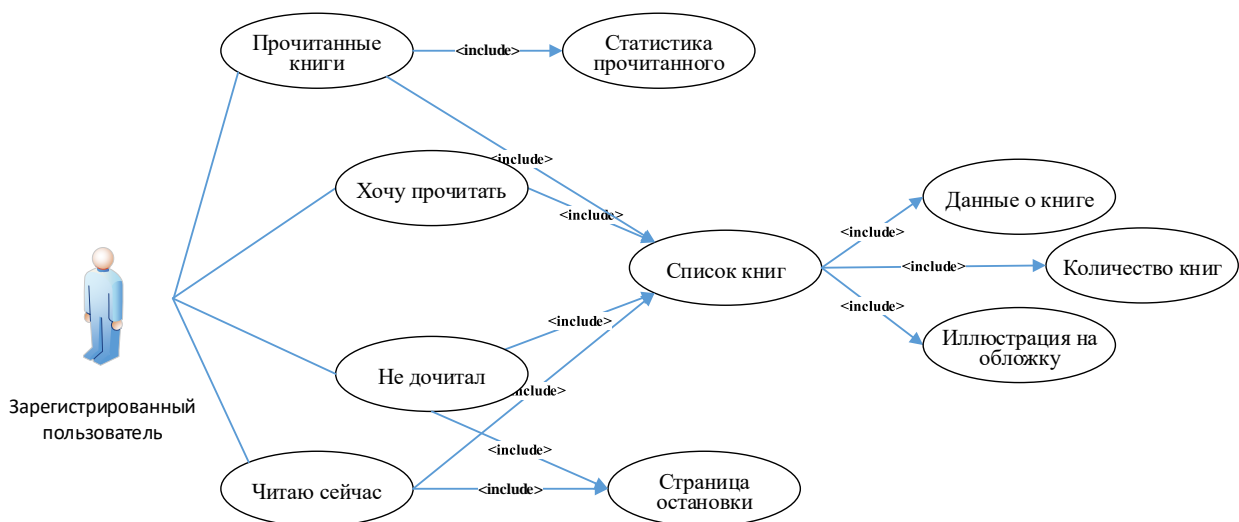 Прочитанные
книги
<include>
Статистика
прочитанного
<include>
Хочу прочитать
<include>
Данные о книге
<include>
Список книг
<include>
Количество книг
<include>
Иллюстрация на
обложку
<include>
Не дочитал
<include>
Зарегистрированный
пользователь
<include>
Читаю сейчас
<include>
Страница
остановки